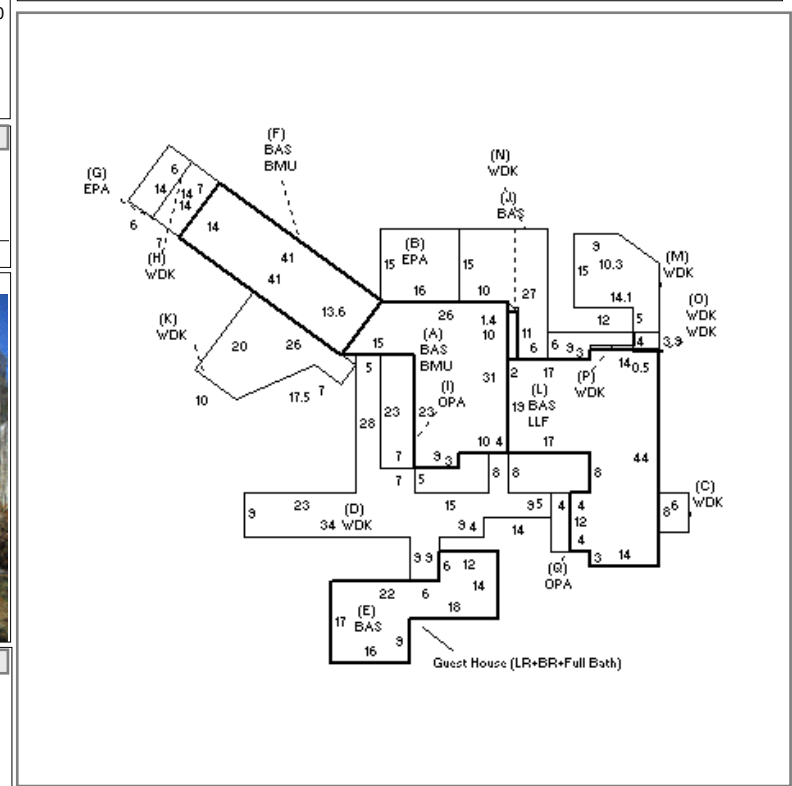 (F)
BAS
BMU
(G)
EPA
6
14
14
7
14
6
7
(H)
WDK
14
41
41
13.6
(N)
WDK
(J)
BAS
(B)
EPA
15
16
15
10
27
9
15
10.3
14.1
(M)
WDK
(O)
WDK
WDK
12
5
4
3,9
(K)
WDK
20
26
10
17.5
7
15
26
1.4
10
11
6
6
9
3
(A)
BAS
BMU
5
31
2
17
(P)
WDK
14
0.5
(I)
OPA
(L)
BAS
LLF
19
28
23
23
10
4
17
44
9
3
7
7
5
8
8
8
(C)
WDK
8
6
9
23
34
(D)
WDK
15
9
5
4
4
12
4
9
4
14
(Q)
OPA
3
14
9
9
6
12
14
22
6
18
17
(E)
BAS
16
9
Guest House (LR+BR+Full Bath)